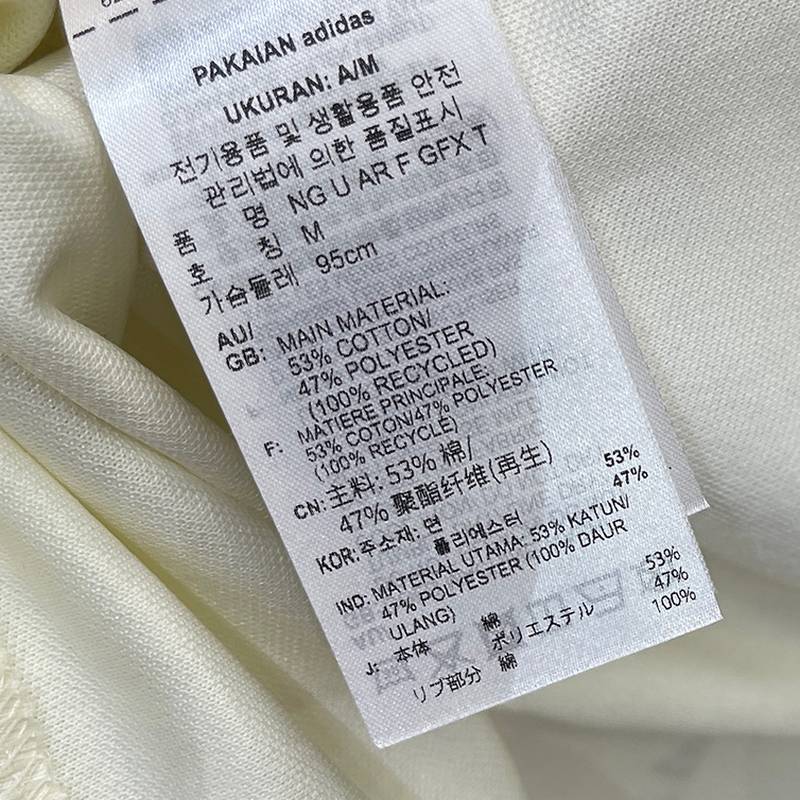 PAKAIAN adidas
UKURAN: A/M
전기용품 및 생활용품 안전
관리법에 의한 품질표시
품 명 NG U AR F GFX T
호 칭 M
가슴둘레 95cm
AU/
GB: MAIN MATERIAL:
53% COTTON/
47% POLYESTER
(100% RECYCLED)
F: MATIERE PRINCIPALE:
53% COTON/47% POLYESTER
(100% RECYCLE)
CN: 主料: 53% 棉/
47% 聚酯纤维(再生)
KOR: 주소재: 면 53%
폴리에스터 47%
IND: MATERIAL UTAMA: 53% KATUN/
47% POLYESTER (100% DAUR
ULANG)
J: 本体 綿 53%
ポリエステル 47%
リブ部分 綿 100%